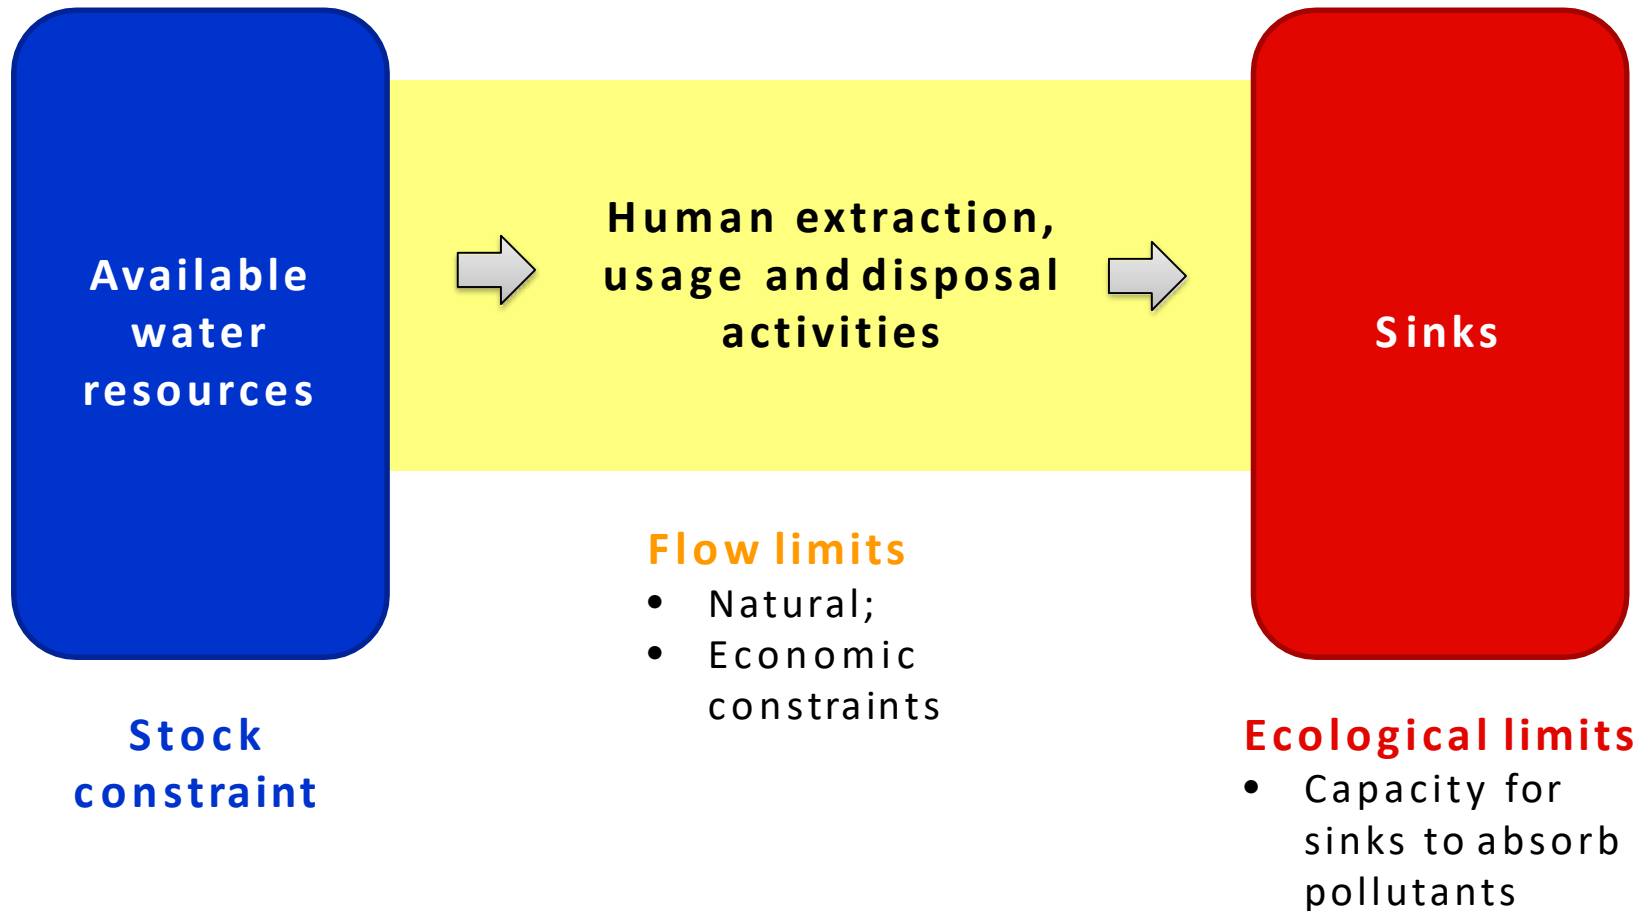 Available
water
resources
Human extraction,
usage and disposal
activities
Sinks
Flow limits
• Natural;
• Economic
constraints
Stock
constraint
Ecological limits
• Capacity for
sinks to absorb
pollutants